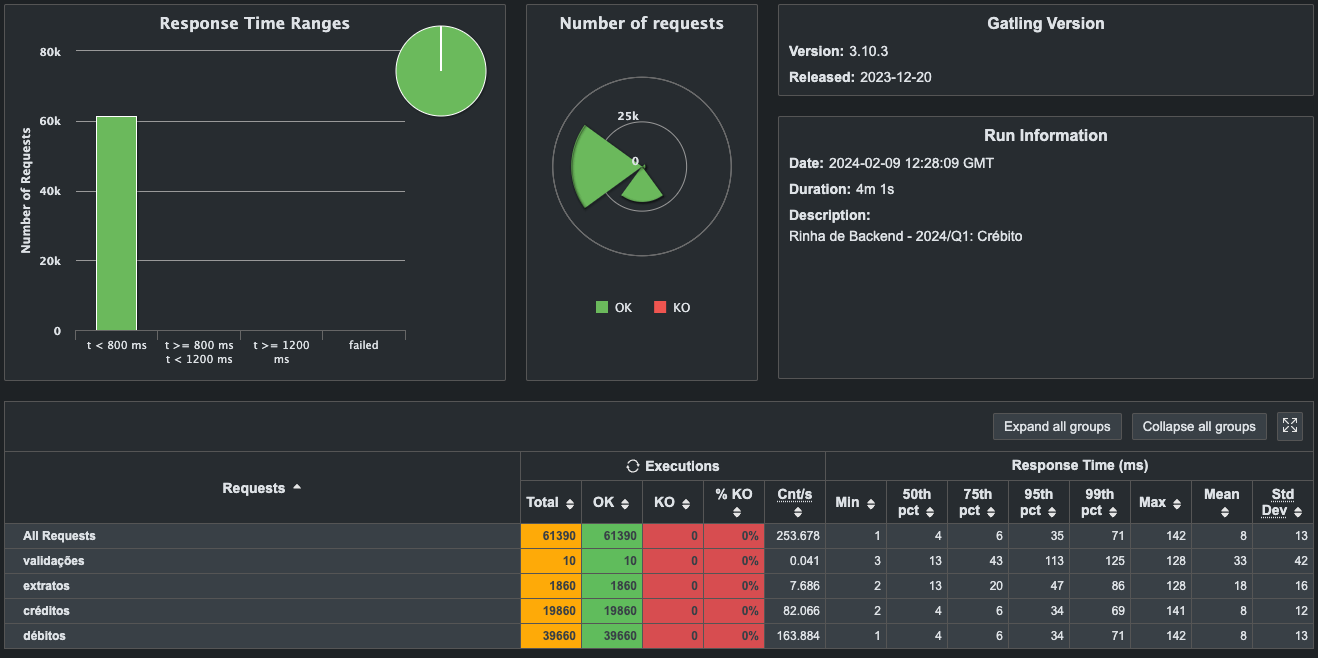 Response Time Ranges
80k
60k
40k
20k
0
Number of Requests
t < 800 ms
t >= 800 ms
t < 1200 ms
t >= 1200
ms
failed
Number of requests
25k
0
OK KO
Gatling Version
Version: 3.10.3
Released: 2023-12-20
Run Information
Date: 2024-02-09 12:28:09 GMT
Duration: 4m 1s
Description:
Rinha de Backend - 2024/Q1: Crébito
Expand all groups Collapse all groups
Requests Executions Response Time (ms)
Total OK KO % KO Cnt/s Min 50th pct 75th pct 95th pct 99th pct Max Mean Std Dev
All Requests 61390 61390 0 0% 253.678 1 4 6 35 71 142 8 13
validações 10 10 0 0% 0.041 3 13 43 113 125 128 33 42
extratos 1860 1860 0 0% 7.686 2 13 20 47 86 128 18 16
créditos 19860 19860 0 0% 82.066 2 4 6 34 69 141 8 12
débitos 39660 39660 0 0% 163.884 1 4 6 34 71 142 8 13